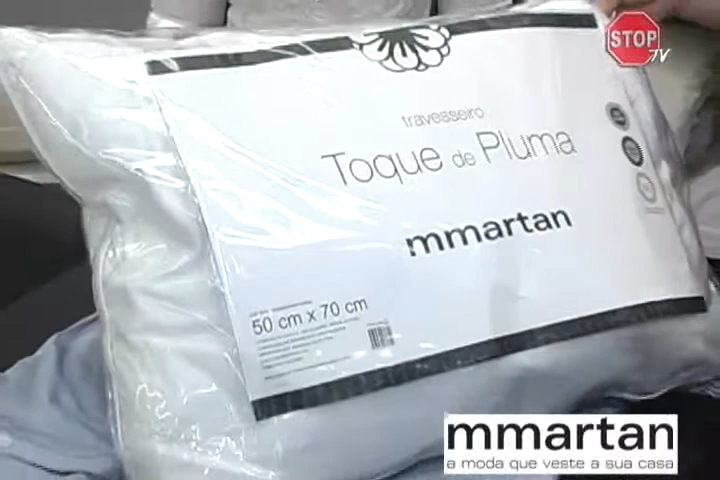 STOP
TV
travesseiro
Toque de Pluma
mmartan
50 cm x 70 cm
mmartan
a moda que veste a sua casa